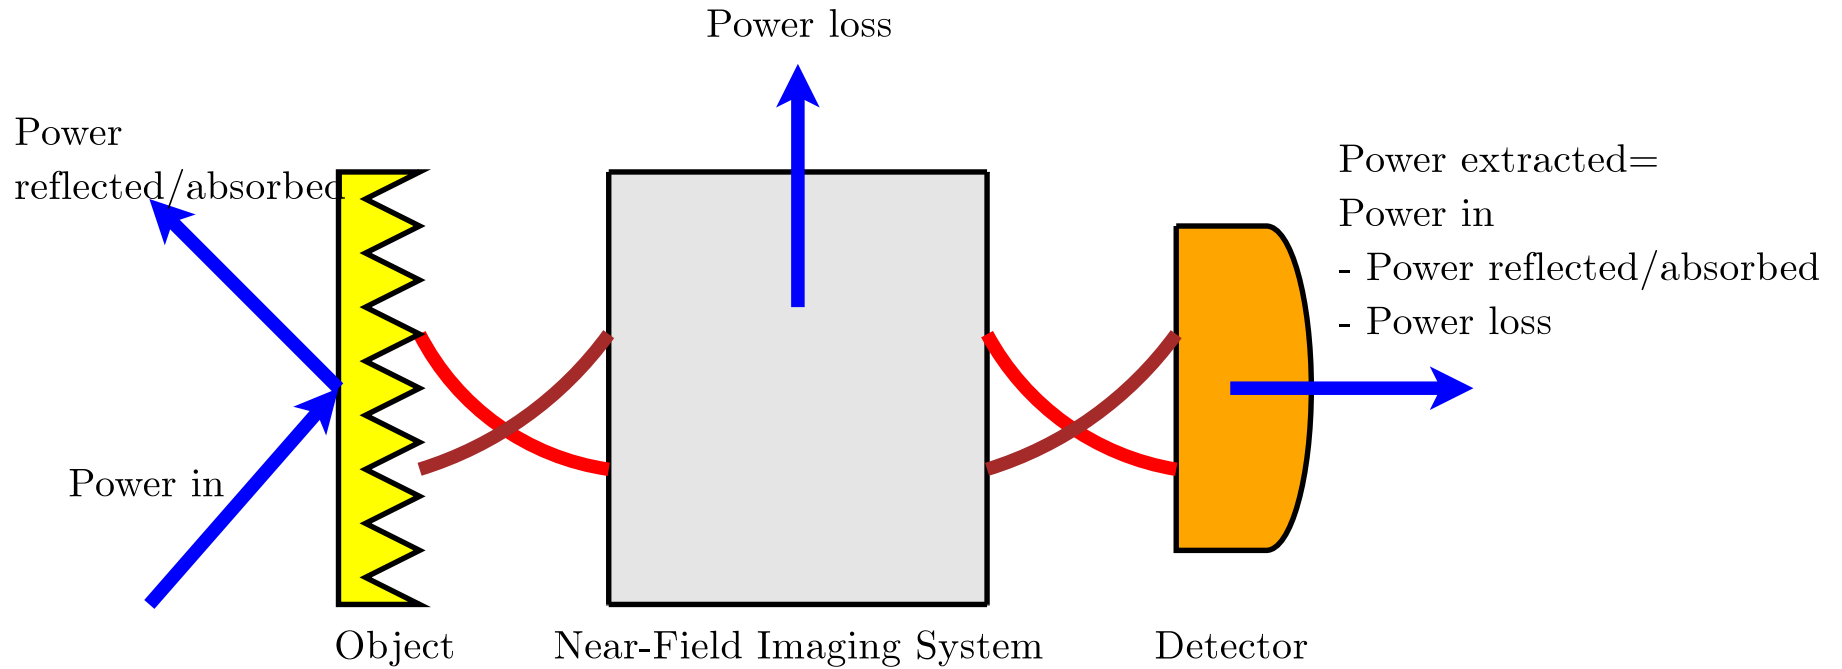 Power loss
Power
reflected/absorbed
Power extracted=
Power in
- Power reflected/absorbed
- Power loss
Power in
Object
Near-Field Imaging System
Detector